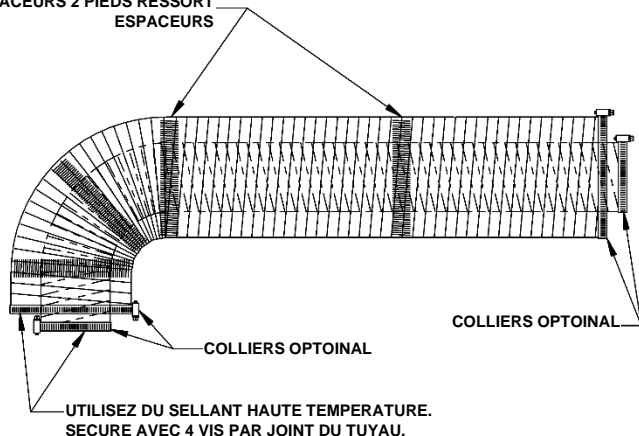 ACEURS 2 PIEDS RESSORT
ESPACEURS
COLLIERS OPTOINAL
COLLIERS OPTOINAL
UTILISEZ DU SELLANT HAUTE TEMPERATURE.
SECURE AVEC 4 VIS PAR JOINT DU TUYAU.